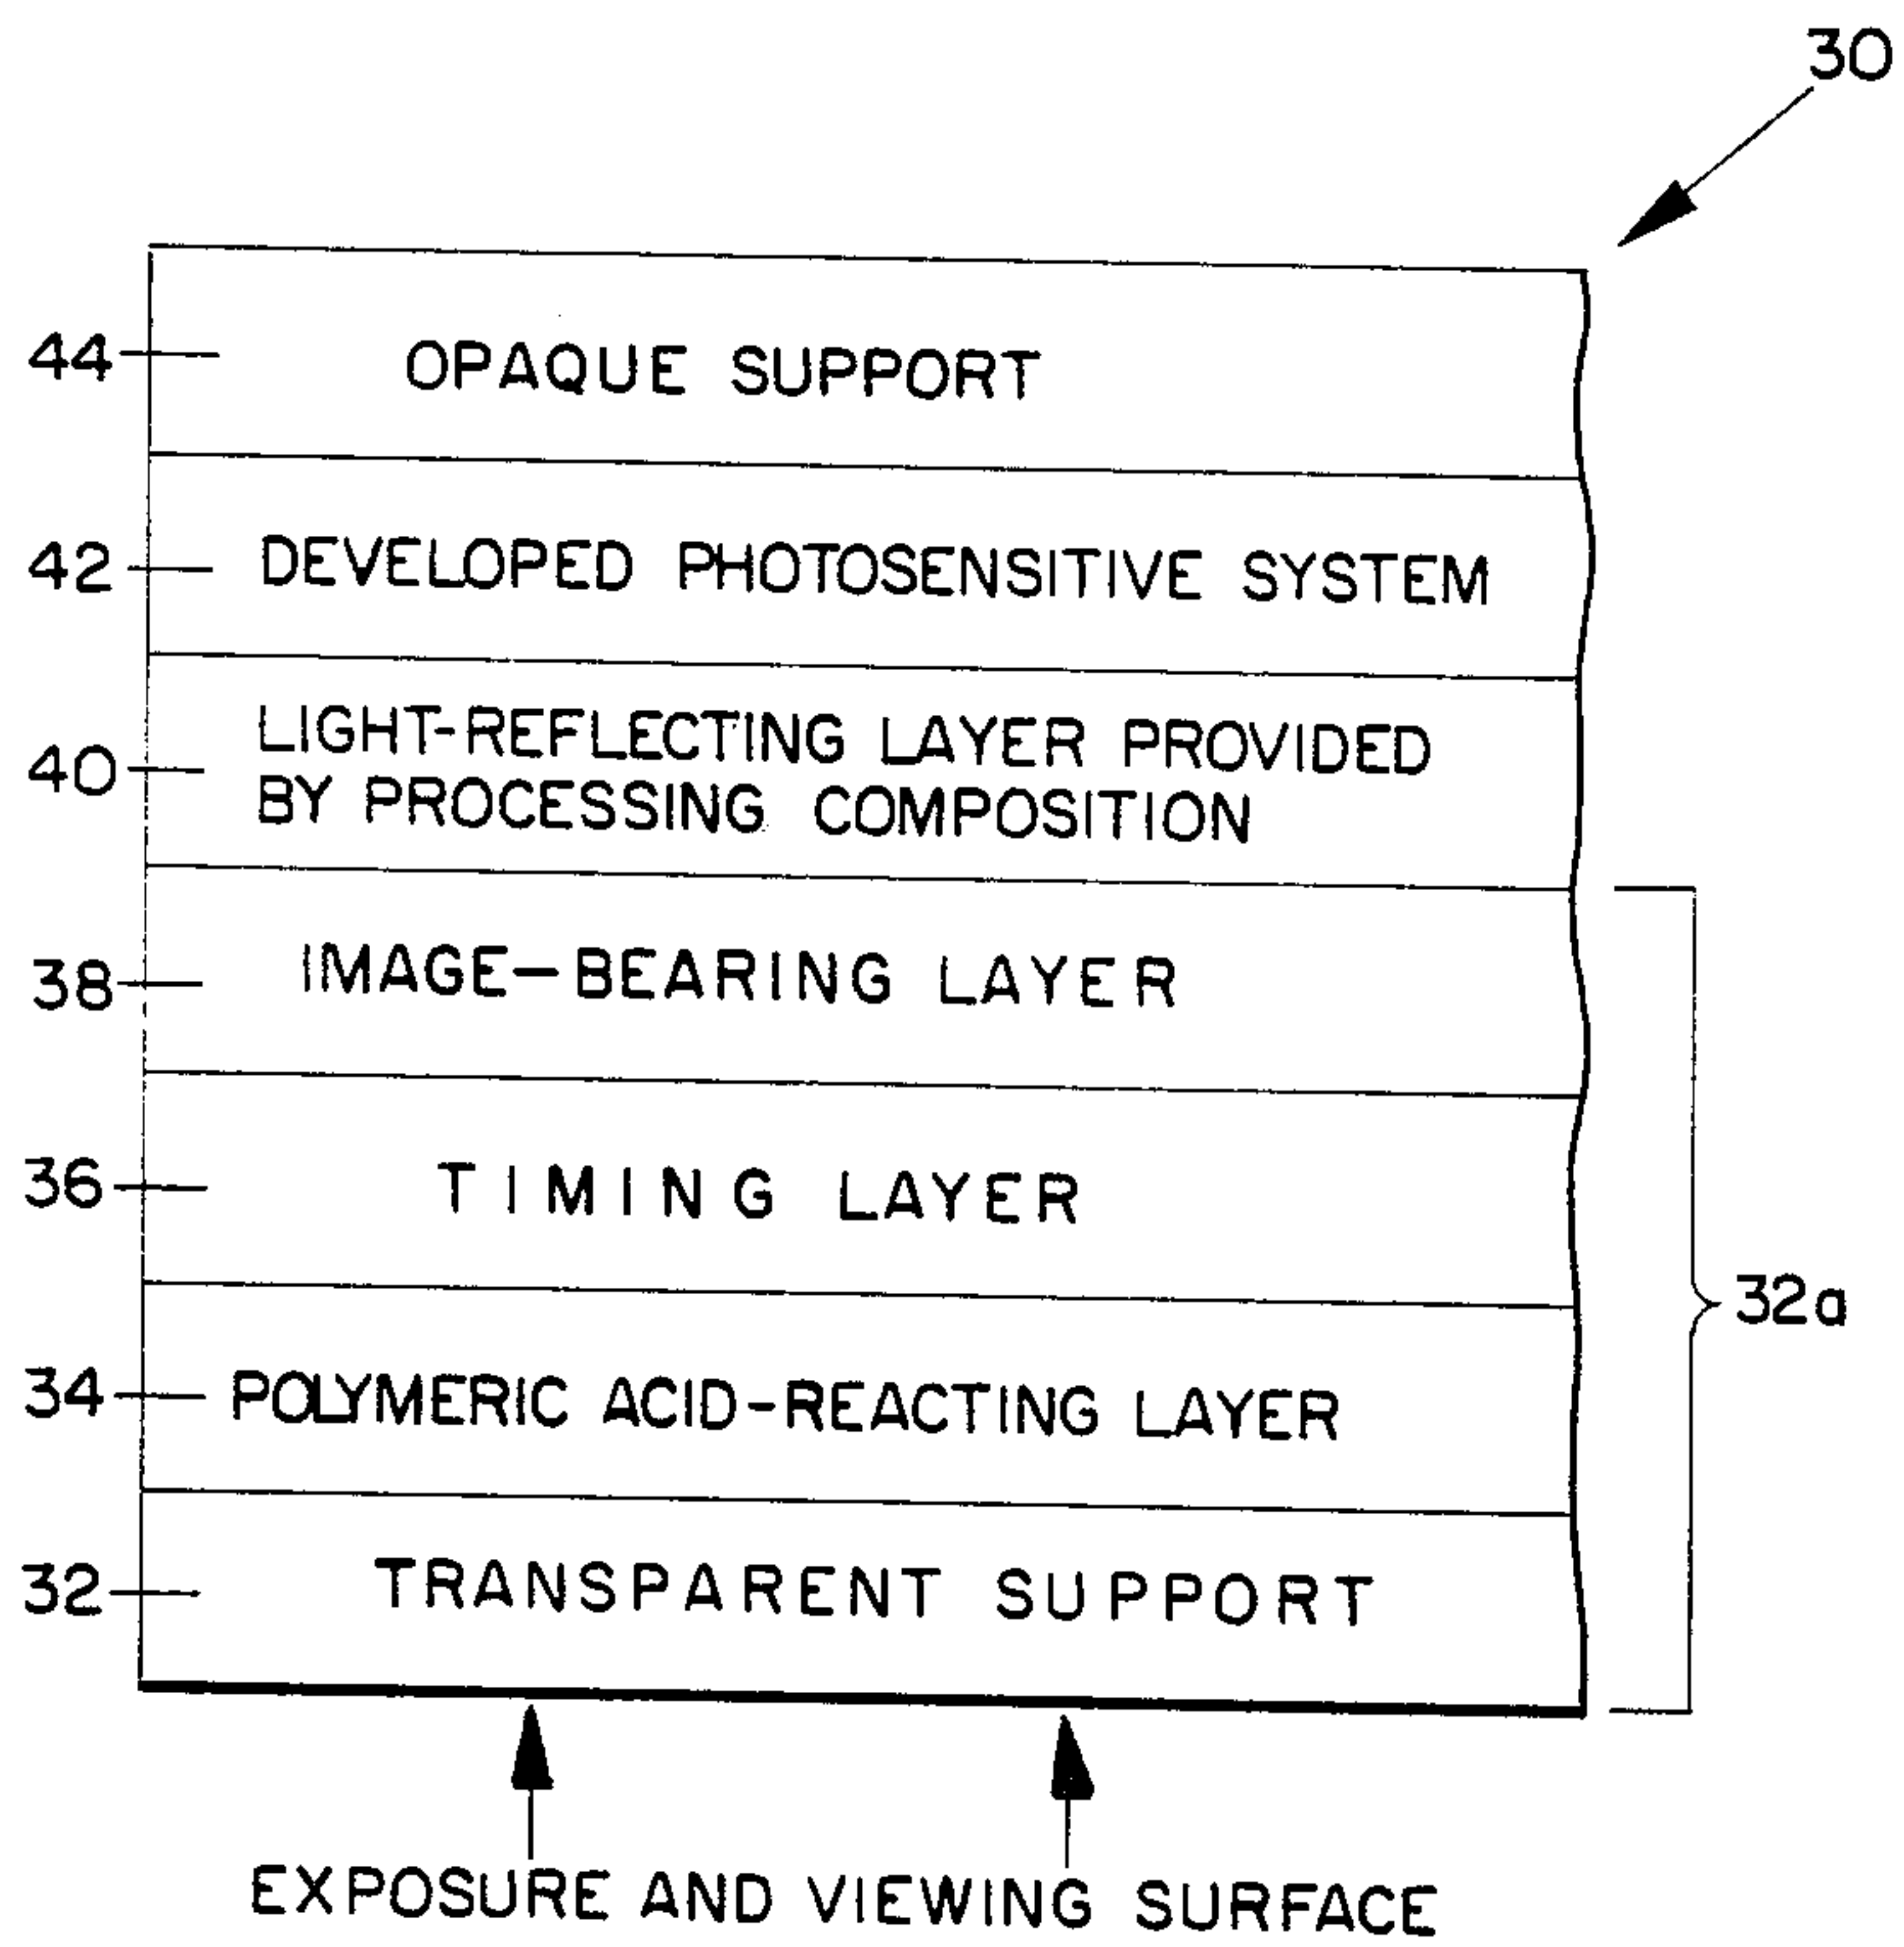 30
44 OPAQUE SUPPORT
42 DEVELOPED PHOTOSENSITIVE SYSTEM
40 LIGHT-REFLECTING LAYER PROVIDED
BY PROCESSING COMPOSITION
38 IMAGE-BEARING LAYER
36 TIMING LAYER
32a
34 POLYMERIC ACID-REACTING LAYER
32 TRANSPARENT SUPPORT
EXPOSURE AND VIEWING SURFACE